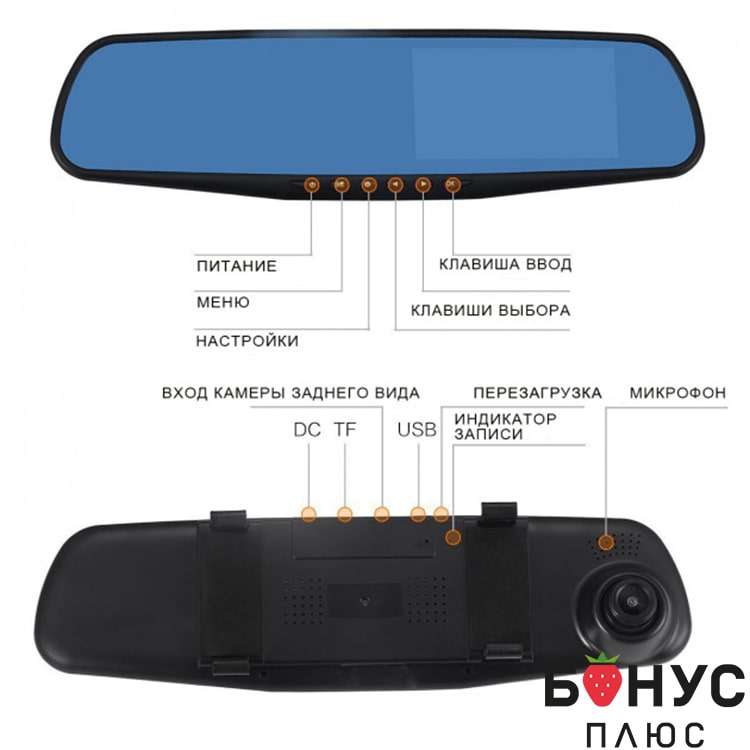 ПИТАНИЕ
МЕНЮ
НАСТРОЙКИ
КЛАВИША ВВОД
КЛАВИШИ ВЫБОРА
ВХОД КАМЕРЫ ЗАДНЕГО ВИДА
ПЕРЕЗАГРУЗКА
МИКРОФОН
DC TF USB
ИНДИКАТОР
ЗАПИСИ
БОНУС
ПЛЮС